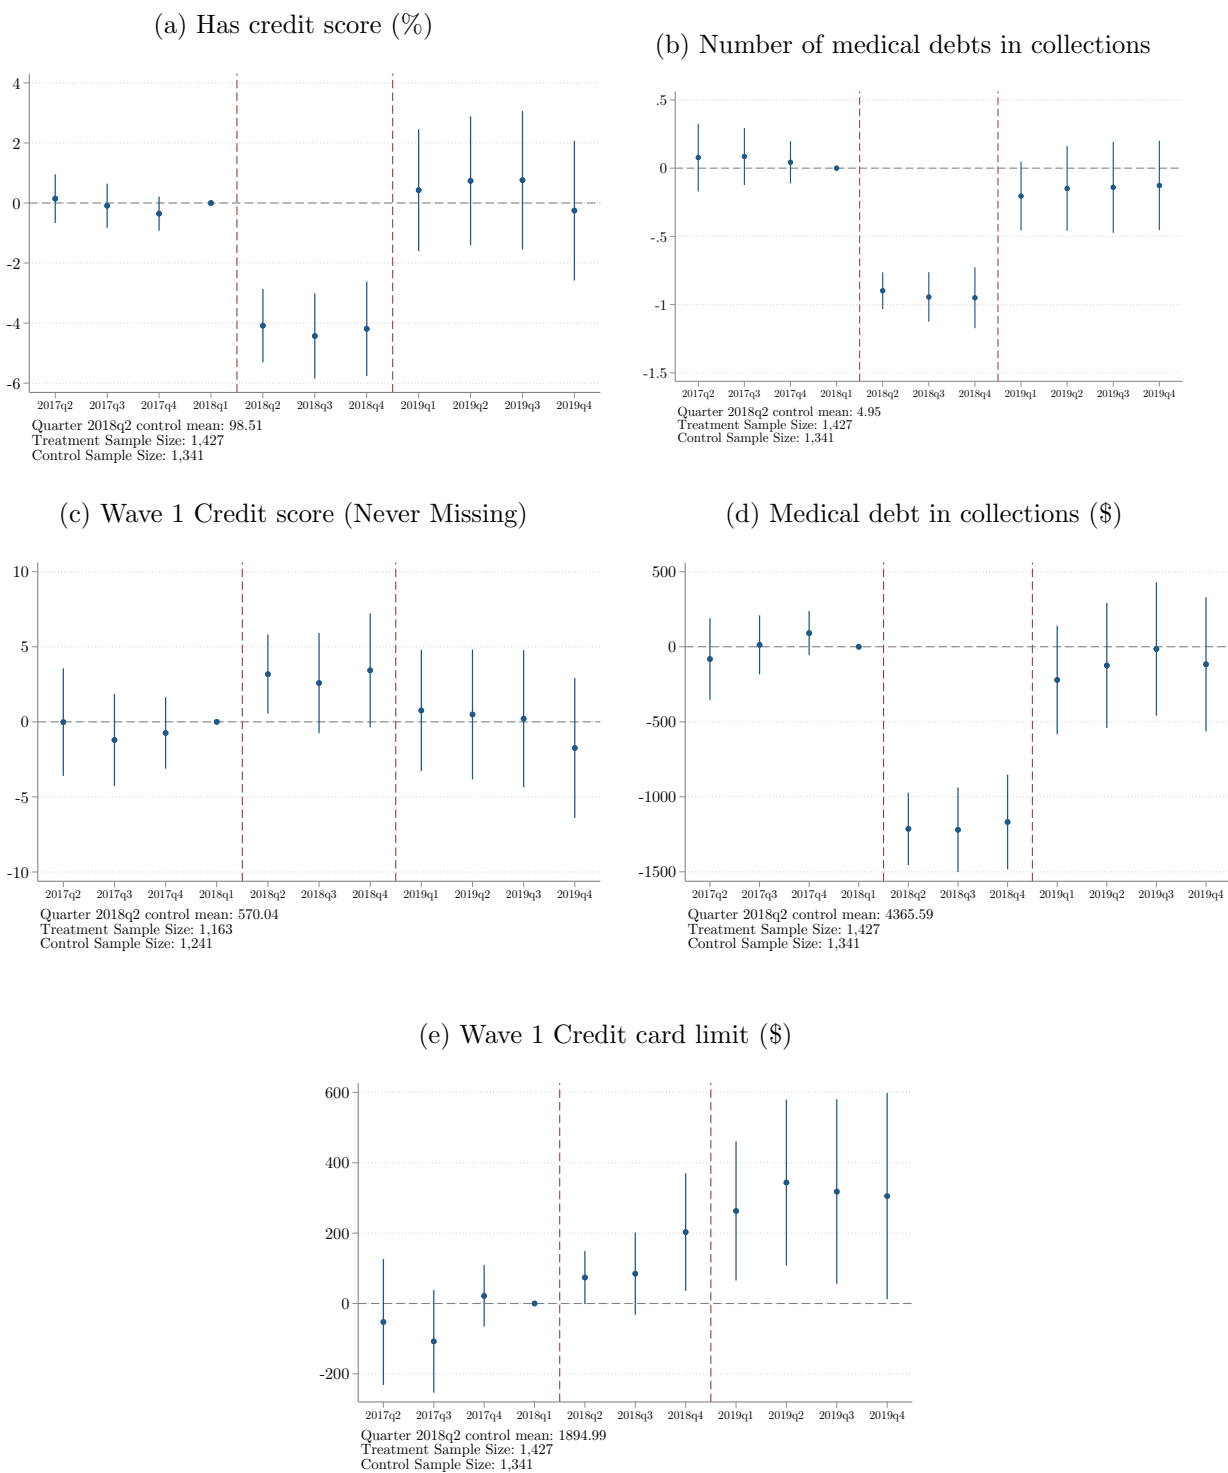 (a) Has credit score (%)
4
2
0
-2
-4
-6
2017q2 2017q3 2017q4 2018q1 2018q2 2018q3 2018q4 2019q1 2019q2 2019q3 2019q4
Quarter 2018q2 control mean: 98.51
Treatment Sample Size: 1,427
Control Sample Size: 1,341
(b) Number of medical debts in collections
.5
0
-.5
-1
-1.5
2017q2 2017q3 2017q4 2018q1 2018q2 2018q3 2018q4 2019q1 2019q2 2019q3 2019q4
Quarter 2018q2 control mean: 4.95
Treatment Sample Size: 1,427
Control Sample Size: 1,341
(c) Wave 1 Credit score (Never Missing)
10
5
0
-5
-10
2017q2 2017q3 2017q4 2018q1 2018q2 2018q3 2018q4 2019q1 2019q2 2019q3 2019q4
Quarter 2018q2 control mean: 570.04
Treatment Sample Size: 1,163
Control Sample Size: 1,241
(d) Medical debt in collections ($)
500
0
-500
-1000
-1500
2017q2 2017q3 2017q4 2018q1 2018q2 2018q3 2018q4 2019q1 2019q2 2019q3 2019q4
Quarter 2018q2 control mean: 4365.59
Treatment Sample Size: 1,427
Control Sample Size: 1,341
(e) Wave 1 Credit card limit ($)
600
400
200
0
-200
2017q2 2017q3 2017q4 2018q1 2018q2 2018q3 2018q4 2019q1 2019q2 2019q3 2019q4
Quarter 2018q2 control mean: 1894.99
Treatment Sample Size: 1,427
Control Sample Size: 1,341